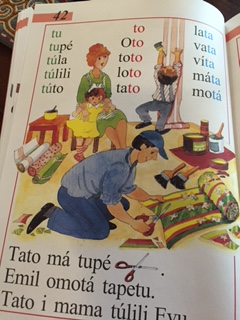 42
tu to lata
tupé Oto vata
túla toto vita
túlili loto máta
túto tato motá
Tato má tupé .
Emil omotá tapetu.
Tato i mama túlili Evu